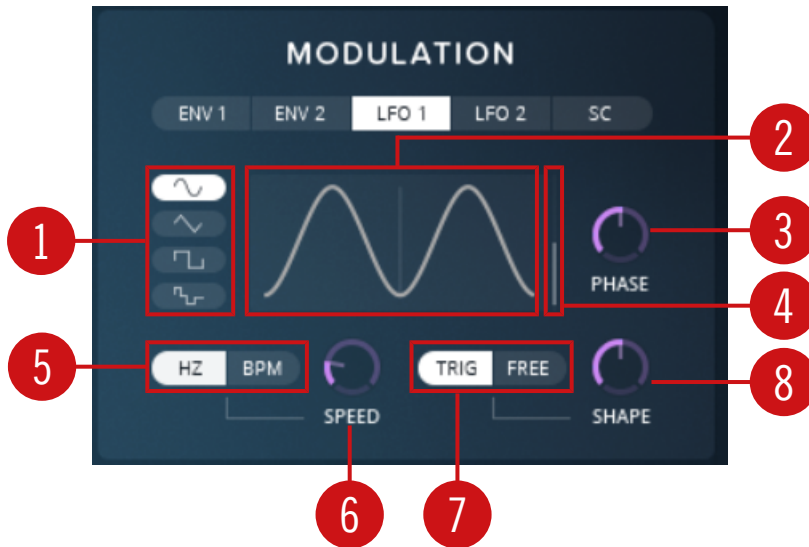 MODULATION
ENV 1 ENV 2 LFO 1 LFO 2 SC
2
1
3
PHASE
4
5
HZ BPM
TRIG FREE
8
SPEED
SHAPE
6
7